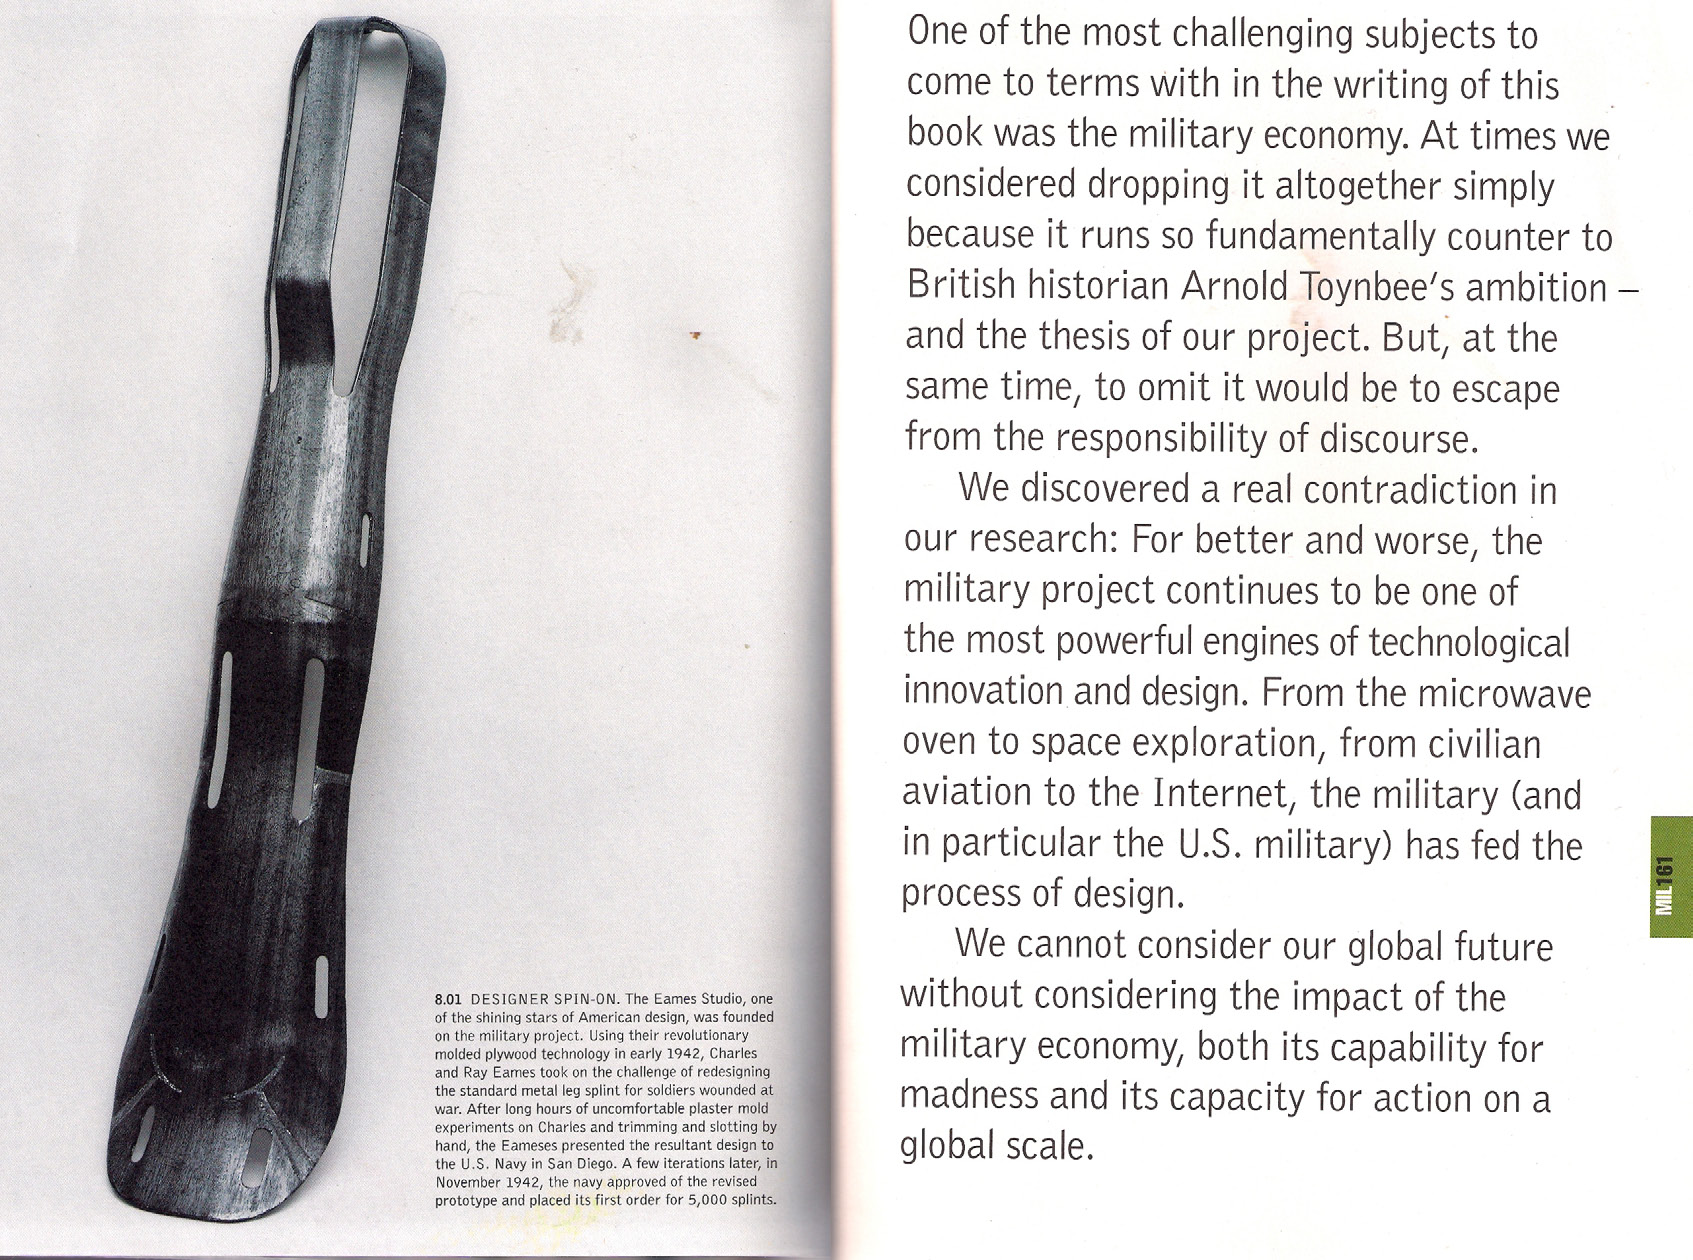 8.01 DESIGNER SPIN-ON. The Eames Studio, one
of the shining stars of American design, was founded
on the military project. Using their revolutionary
molded plywood technology in early 1942, Charles
and Ray Eames took on the challenge of redesigning
the standard metal leg splint for soldiers wounded at
war. After long hours of uncomfortable plaster mold
experiments on Charles and trimming and slotting by
hand, the Eameses presented the resultant design to
the U.S. Navy in San Diego. A few iterations later, in
November 1942, the navy approved of the revised
prototype and placed its first order for 5,000 splints.
One of the most challenging subjects to
come to terms with in the writing of this
book was the military economy. At times we
considered dropping it altogether simply
because it runs so fundamentally counter to
British historian Arnold Toynbee's ambition –
and the thesis of our project. But, at the
same time, to omit it would be to escape
from the responsibility of discourse.
We discovered a real contradiction in
our research: For better and worse, the
military project continues to be one of
the most powerful engines of technological
innovation and design. From the microwave
oven to space exploration, from civilian
aviation to the Internet, the military (and
in particular the U.S. military) has fed the
process of design.
We cannot consider our global future
without considering the impact of the
military economy, both its capability for
madness and its capacity for action on a
global scale.
MIL161